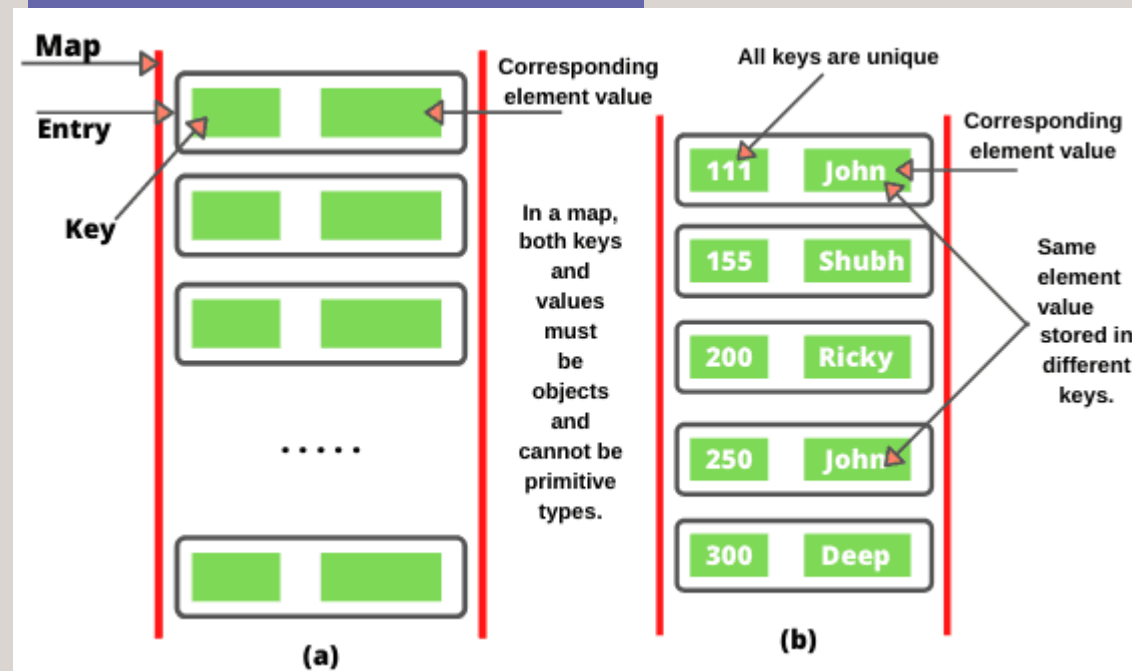 Map
Entry
Key
Corresponding
element value
.....
(a)
In a map,
both keys
and
values
must
be
objects
and
cannot be
primitive
types.
All keys are unique
Corresponding
element value
111 John
155 Shubh
200 Ricky
250 John
300 Deep
Same
element
value
stored in
different
keys.
(b)